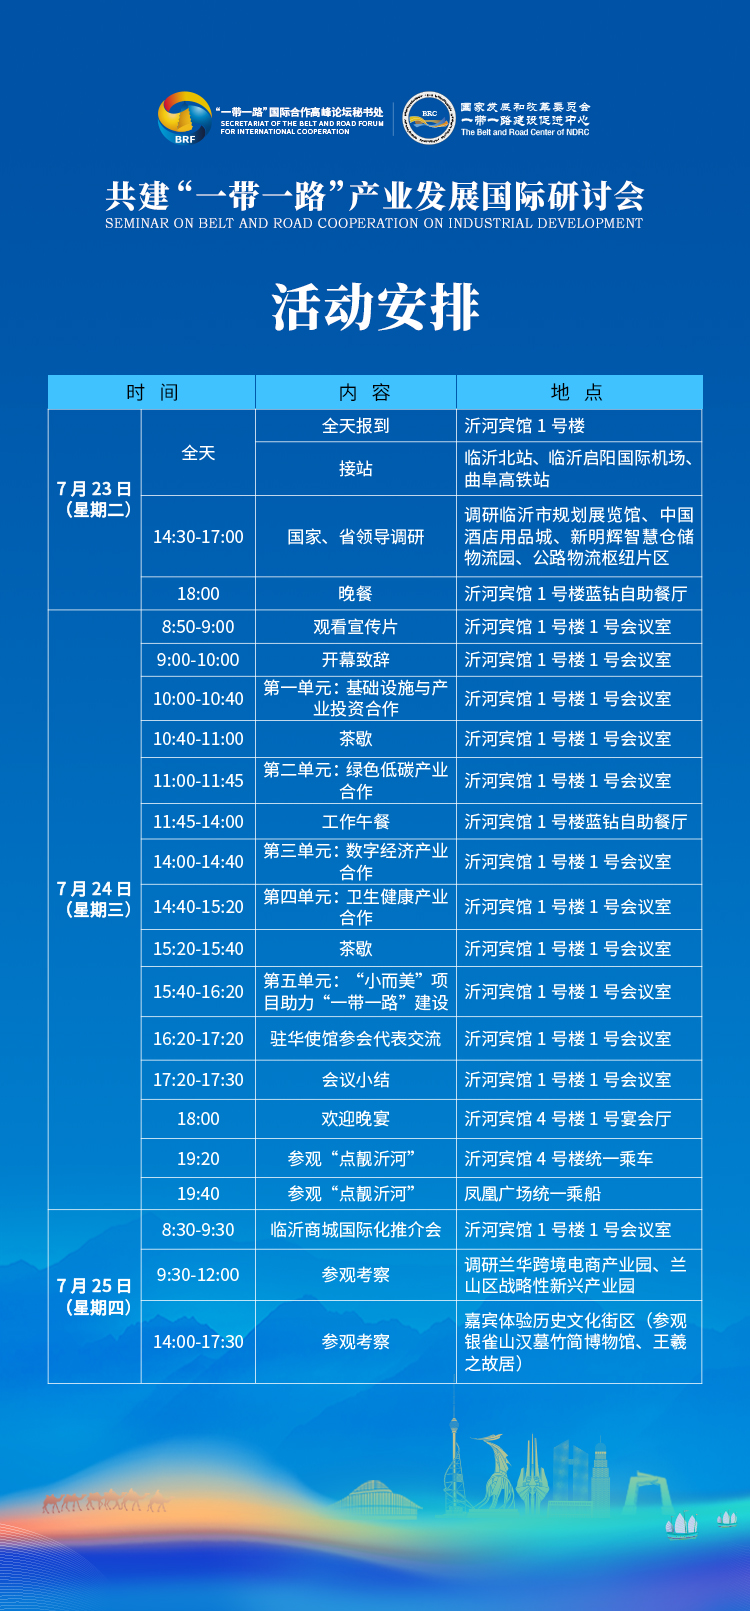 “一带一路”国际合作高峰论坛秘书处
SECRETARIAT OF THE BELT AND ROAD FORUM
FOR INTERNATIONAL COOPERATION
BRF
BRC
國家发展和改革委员会
一带一路建设促进中心
The Belt and Road Center of NDRC
共建“一带一路”产业发展国际研讨会
SEMINAR ON BELT AND ROAD COOPERATION ON INDUSTRIAL DEVELOPMENT
活动安排
时 间 内 容 地 点
7月23日
（星期二）
全天
全天报到 沂河宾馆1号楼
接站 临沂北站、临沂启阳国际机场、
曲阜高铁站
14:30-17:00 国家、省领导调研
调研临沂市规划展览馆、中国
酒店用品城、新明辉智慧仓储
物流园、公路物流枢纽片区
18:00 晚餐 沂河宾馆1号楼蓝钻自助餐厅
7月24日
（星期三）
8:50-9:00 观看宣传片 沂河宾馆1号楼1号会议室
9:00-10:00 开幕致辞 沂河宾馆1号楼1号会议室
10:00-10:40 第一单元：基础设施与产
业投资合作 沂河宾馆1号楼1号会议室
10:40-11:00 茶歇 沂河宾馆1号楼1号会议室
11:00-11:45 第二单元：绿色低碳产业
合作 沂河宾馆1号楼1号会议室
11:45-14:00 工作午餐 沂河宾馆1号楼蓝钻自助餐厅
14:00-14:40 第三单元：数字经济产业
合作 沂河宾馆1号楼1号会议室
14:40-15:20 第四单元：卫生健康产业
合作 沂河宾馆1号楼1号会议室
15:20-15:40 茶歇 沂河宾馆1号楼1号会议室
15:40-16:20 第五单元：“小而美”项
目助力“一带一路”建设 沂河宾馆1号楼1号会议室
16:20-17:20 驻华使馆参会代表交流 沂河宾馆1号楼1号会议室
17:20-17:30 会议小结 沂河宾馆1号楼1号会议室
18:00 欢迎晚宴 沂河宾馆4号楼1号宴会厅
19:20 参观“点靓沂河” 沂河宾馆4号楼统一乘车
19:40 参观“点靓沂河” 凤凰广场统一乘船
7月25日
（星期四）
8:30-9:30 临沂商城国际化推介会 沂河宾馆1号楼1号会议室
9:30-12:00 参观考察 调研兰华跨境电商产业园、兰
山区战略性新兴产业园
14:00-17:30 参观考察
嘉宾体验历史文化街区（参观
银雀山汉墓竹简博物馆、王羲
之故居）